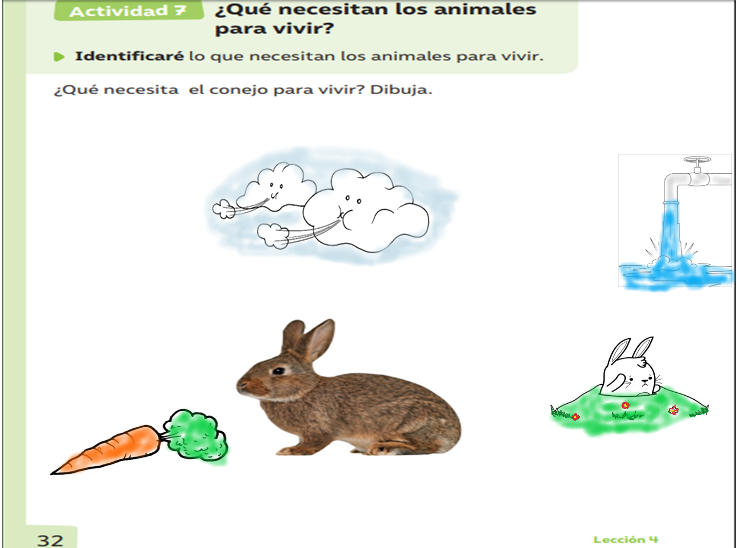 Actividad 7
¿Qué necesitan los animales
para vivir?
Identificaré lo que necesitan los animales para vivir.
¿Qué necesita el conejo para vivir? Dibuja.
32
Lección 4